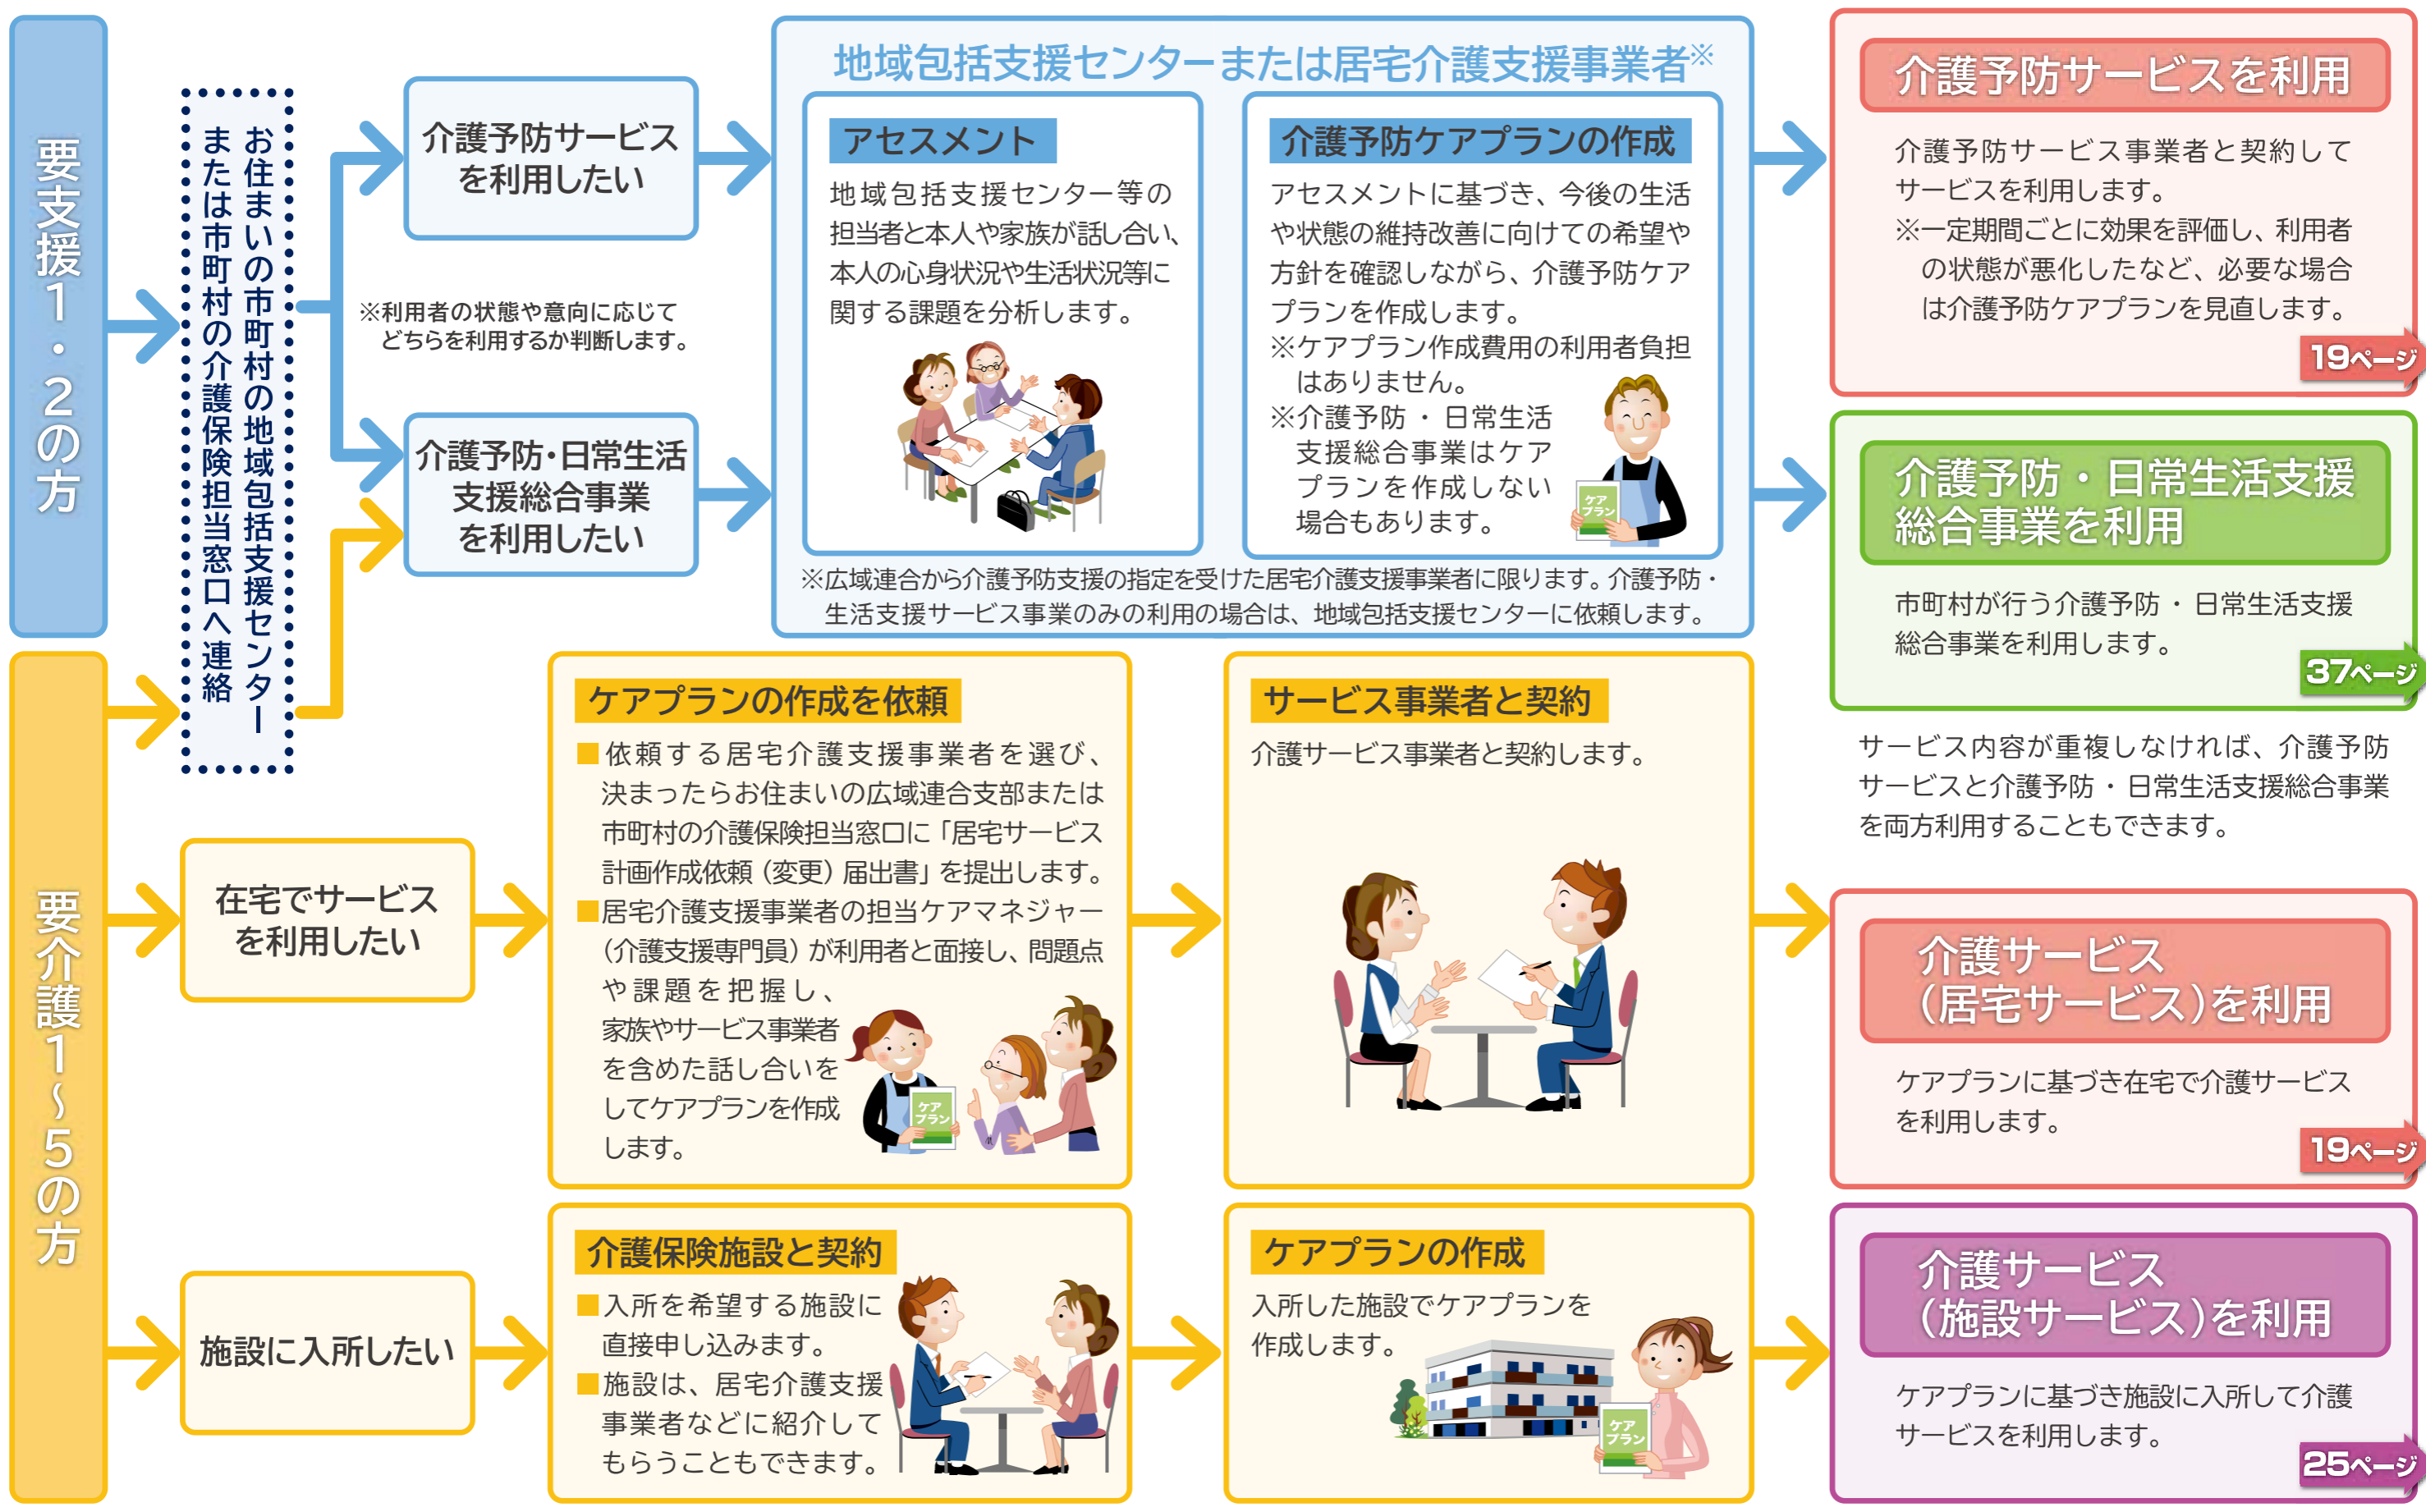 要支援1・2の方
お住まいの市町村の地域包括支援センター
または市町村の介護保険担当窓口へ連絡
介護予防サービス
を利用したい
※利用者の状態や意向に応じて
どちらを利用するか判断します。
介護予防・日常生活
支援総合事業
を利用したい
地域包括支援センターまたは居宅介護支援事業者※
アセスメント
地域包括支援センター等の
担当者と本人や家族が話し合い、
本人の心身状況や生活状況等に
関する課題を分析します。
介護予防ケアプランの作成
アセスメントに基づき、今後の生活
や状態の維持改善に向けての希望や
方針を確認しながら、介護予防ケア
プランを作成します。
※ケアプラン作成費用の利用者負担
はありません。
※介護予防・日常生活
支援総合事業はケア
プランを作成しない
場合もあります。
ケア
プラン
※広域連合から介護予防支援の指定を受けた居宅介護支援事業者に限ります。介護予防・
生活支援サービス事業のみの利用の場合は、地域包括支援センターに依頼します。
介護予防サービスを利用
介護予防サービス事業者と契約して
サービスを利用します。
※一定期間ごとに効果を評価し、利用者
の状態が悪化したなど、必要な場合
は介護予防ケアプランを見直します。
19ページ
介護予防・日常生活支援
総合事業を利用
市町村が行う介護予防・日常生活支援
総合事業を利用します。
37ページ
サービス内容が重複しなければ、介護予防
サービスと介護予防・日常生活支援総合事業
を両方利用することもできます。
要介護1〜5の方
在宅でサービス
を利用したい
ケアプランの作成を依頼
■依頼する居宅介護支援事業者を選び、
決まったらお住まいの広域連合支部または
市町村の介護保険担当窓口に「居宅サービス
計画作成依頼(変更)届出書」を提出します。
■居宅介護支援事業者の担当ケアマネジャー
(介護支援専門員)が利用者と面接し、問題点
や課題を把握し、
家族やサービス事業者
を含めた話し合いを
してケアプランを作成
します。
ケア
プラン
サービス事業者と契約
介護サービス事業者と契約します。
介護サービス
(居宅サービス)を利用
ケアプランに基づき在宅で介護サービス
を利用します。
19ページ
施設に入所したい
介護保険施設と契約
■入所を希望する施設に
直接申し込みます。
■施設は、居宅介護支援
事業者などに紹介して
もらうこともできます。
ケアプランの作成
入所した施設でケアプランを
作成します。
ケア
プラン
介護サービス
(施設サービス)を利用
ケアプランに基づき施設に入所して介護
サービスを利用します。
25ページ